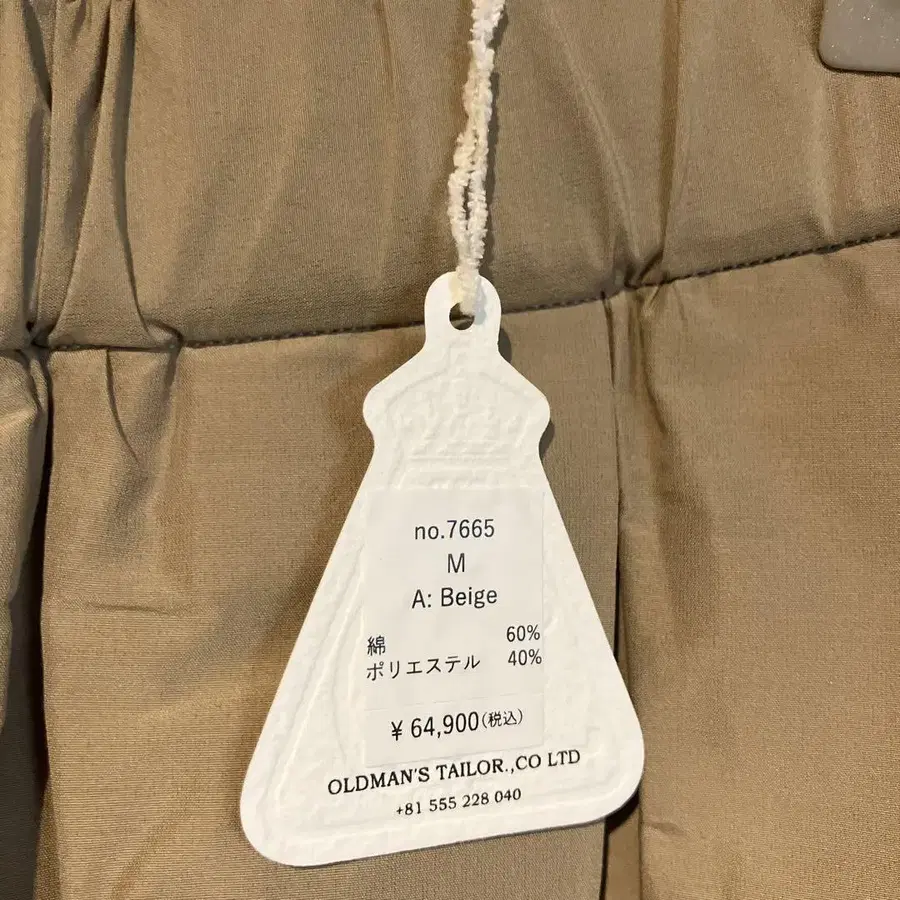 no.7665
M
A: Beige
綿 60%
ポリエステル 40%
¥ 64,900(税込)
OLDMAN'S TAILOR.,CO LTD
+81 555 228 040